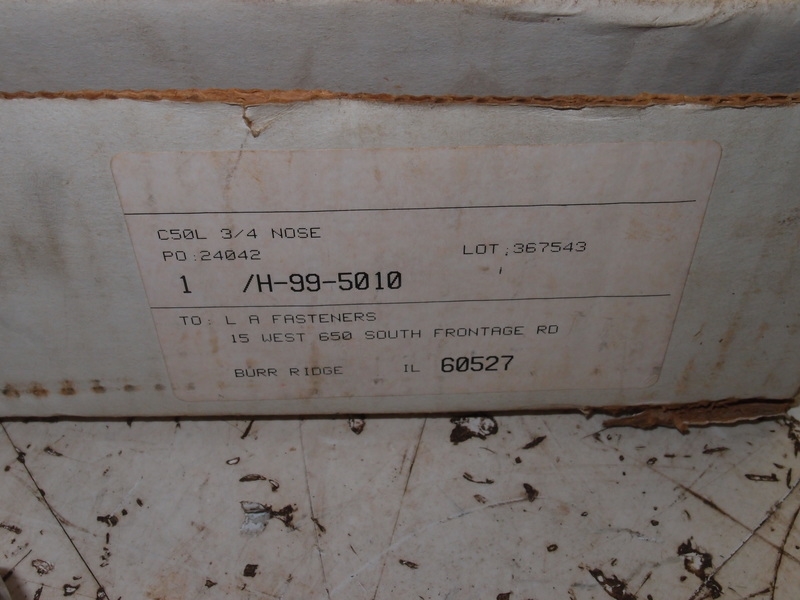 C50L 3/4 NOSE
PO:24042 LOT:367543
1 /H-99-5010
TO: L A FASTENERS
15 WEST 650 SOUTH FRONTAGE RD
BURR RIDGE IL 60527